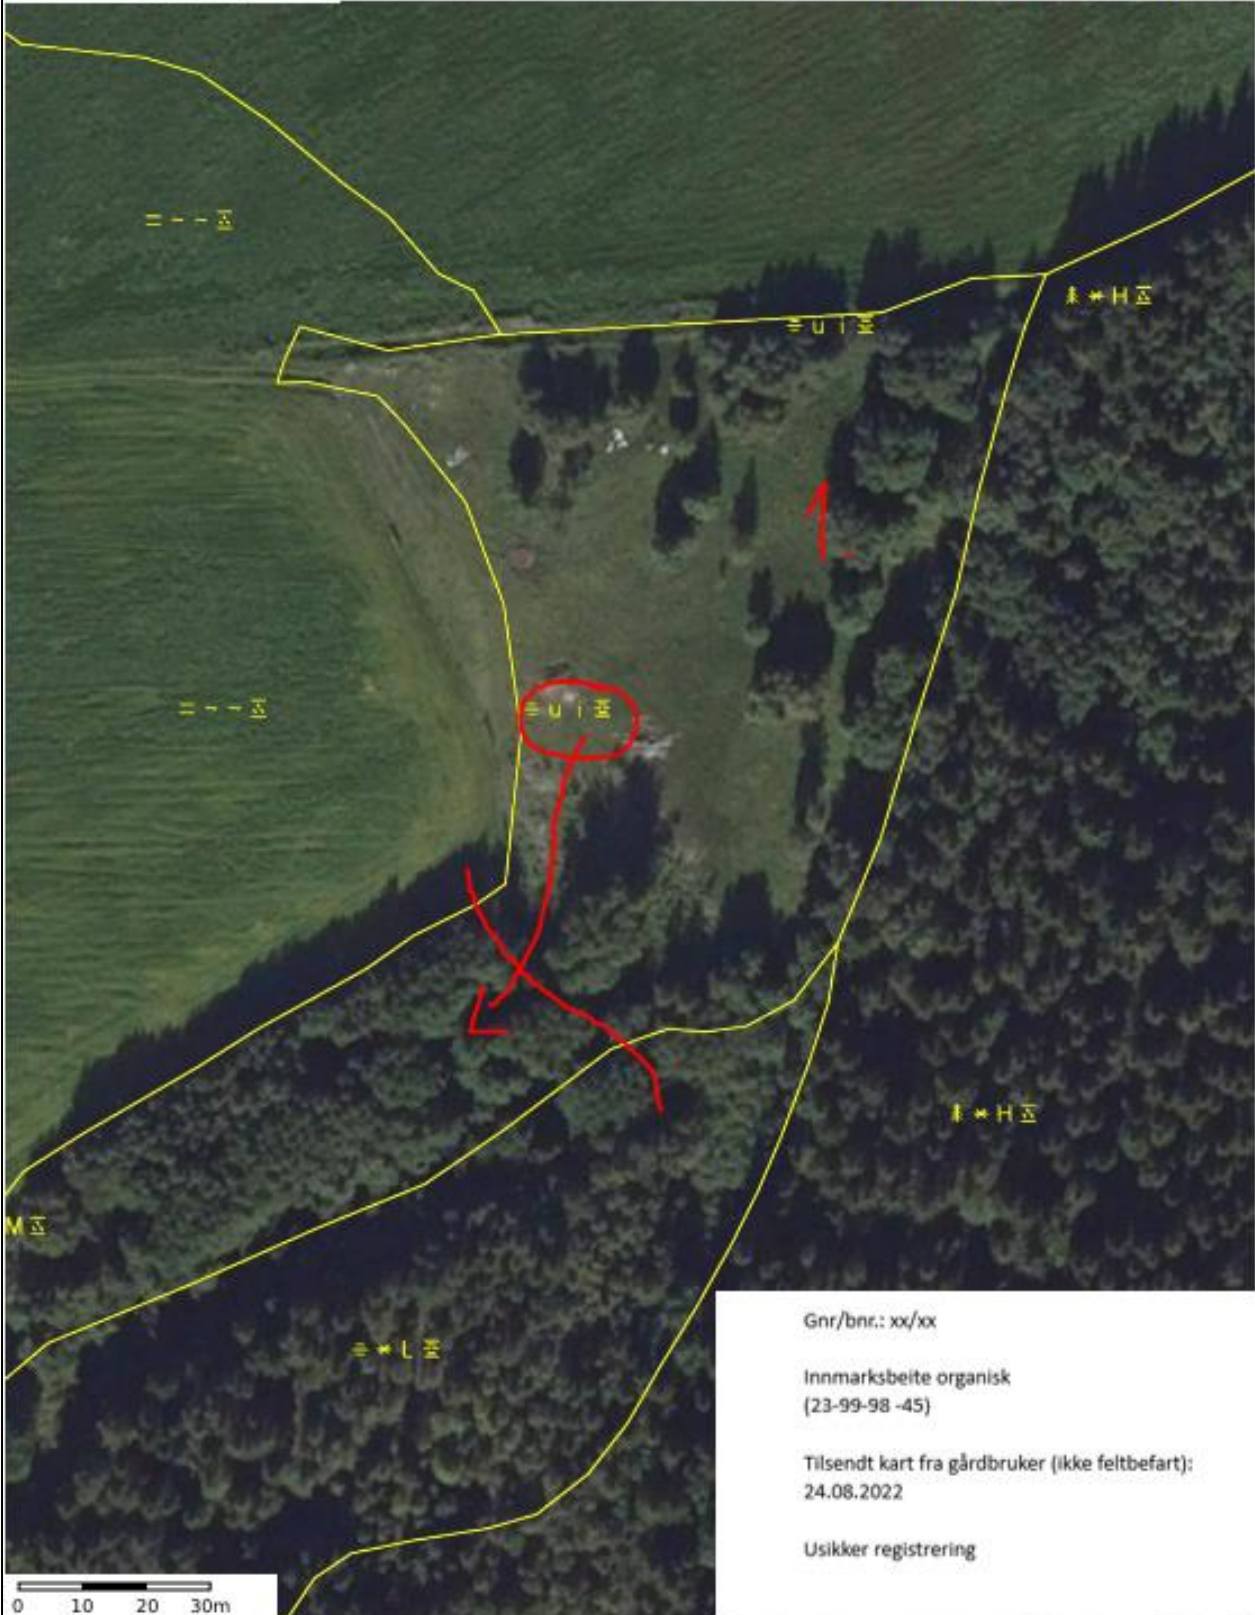 u i
H
u i
H
M
L
Gnr/bnr.: xx/xx
Innmarksbeite organisk
(23-99-98 -45)
Tilsendt kart fra gårdbruker (ikke feltbefart):
24.08.2022
Usikker registrering
0 10 20 30m